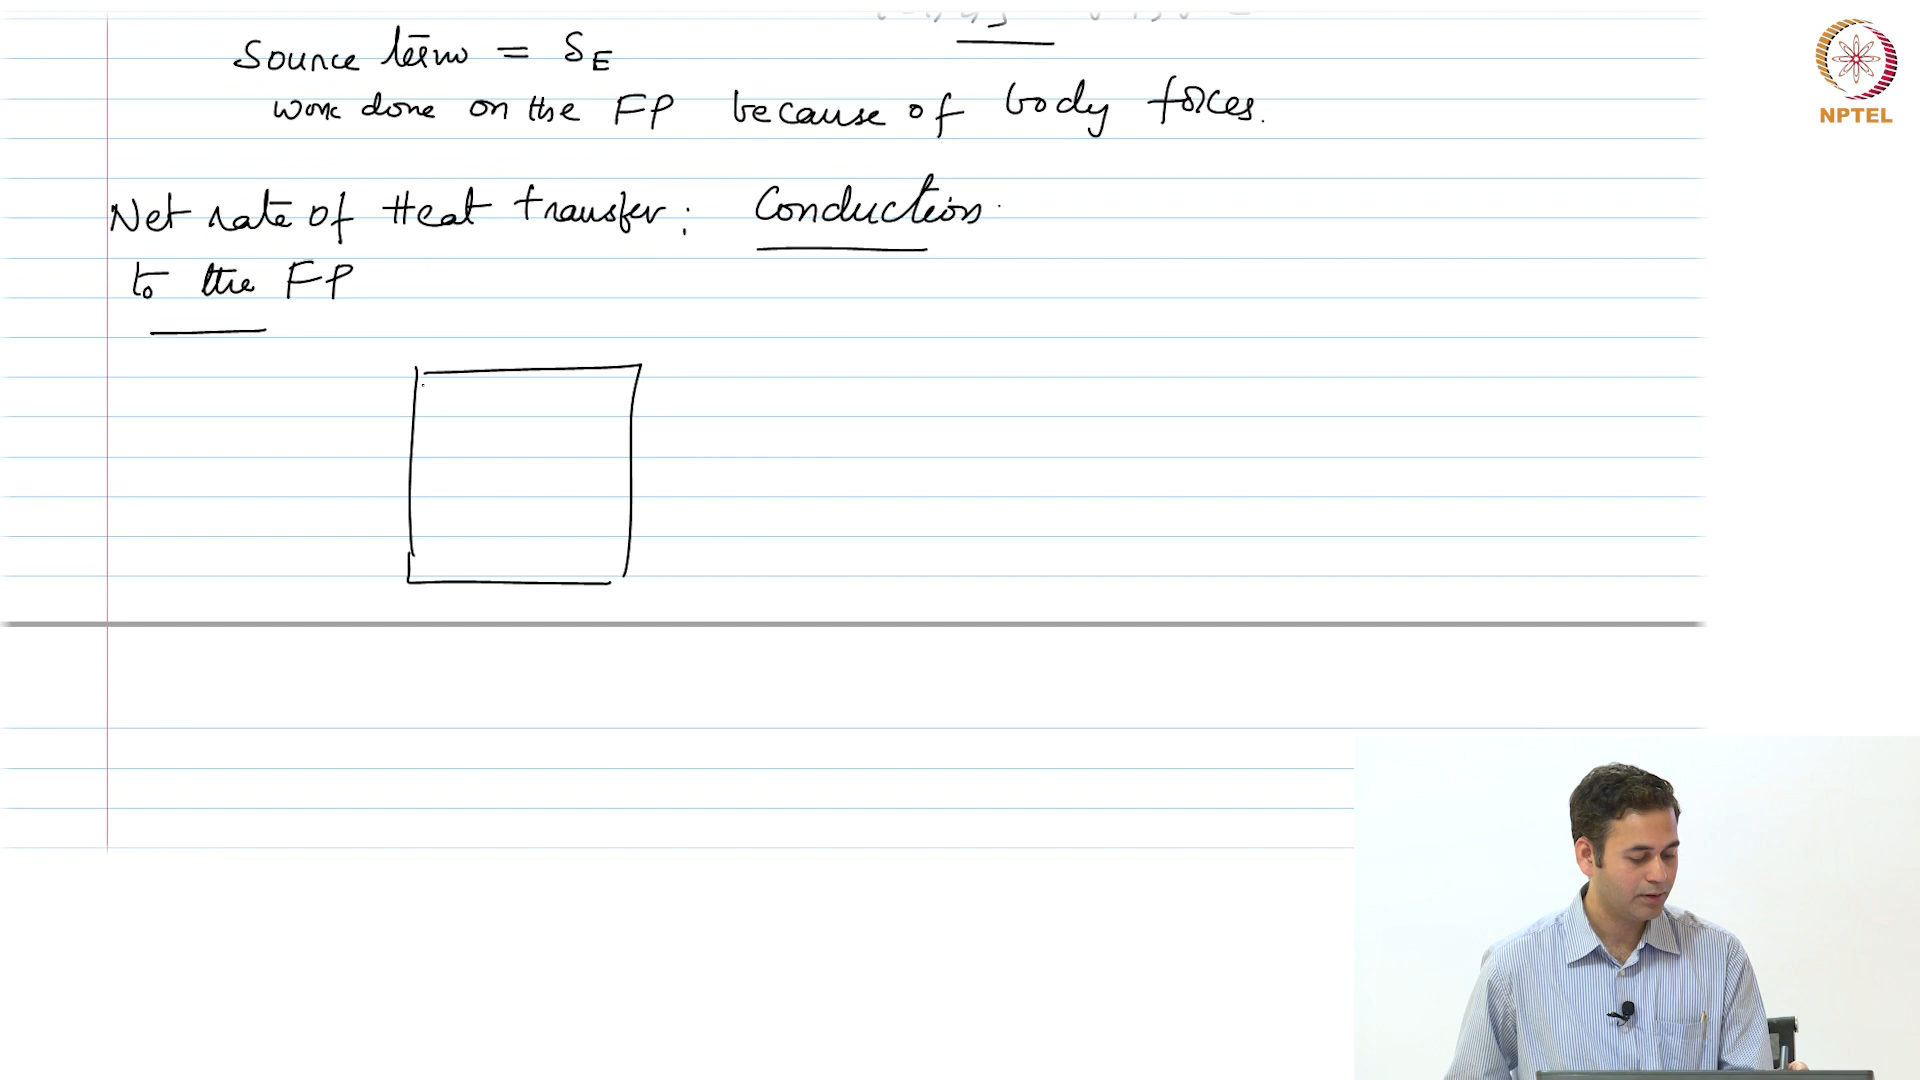 Source term = S_E
work done on the FP because of body forces.
Net rate of Heat transfer: Conduction
to the FP
NPTEL